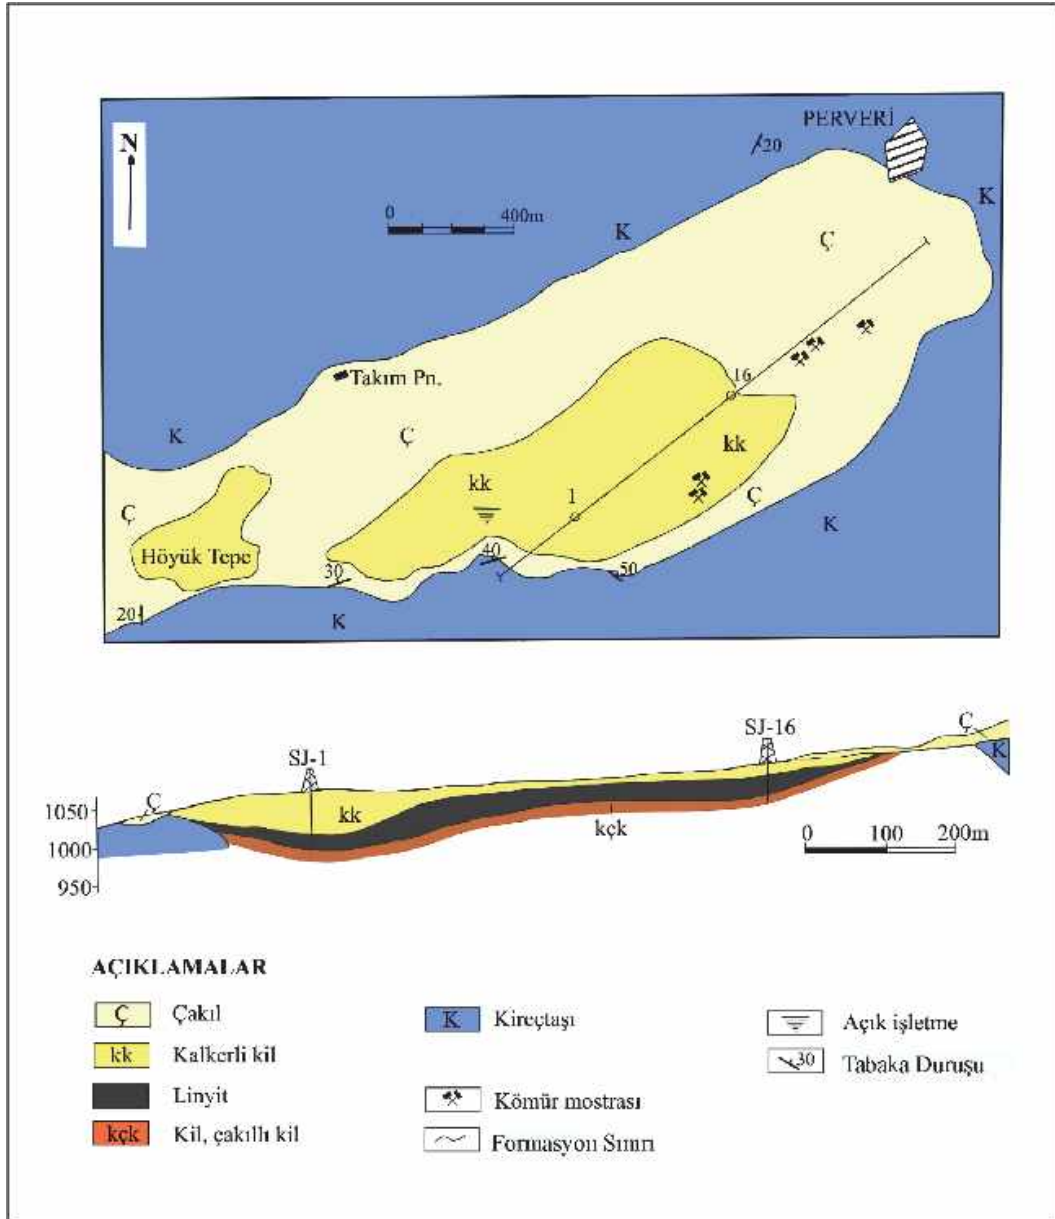 PERVERİ
N
20
K
0 400m
K
Ç
Takım Pn.
16
K
Ç
kk
kk
Ç
Ç
1
K
Höyük Tepe
40
30
50
20
K
Ç
SJ-16
K
SJ-1
1050
Ç
kk
kçk
0 100 200m
1000
950
AÇIKLAMALAR
Ç Çakıl
K Kireçtaşı
Açık işletme
kk Kalkerli kil
30 Tabaka Duruşu
Linyit
Kömür mostrası
kçk Kil, çakıllı kil
Formasyon Sınırı